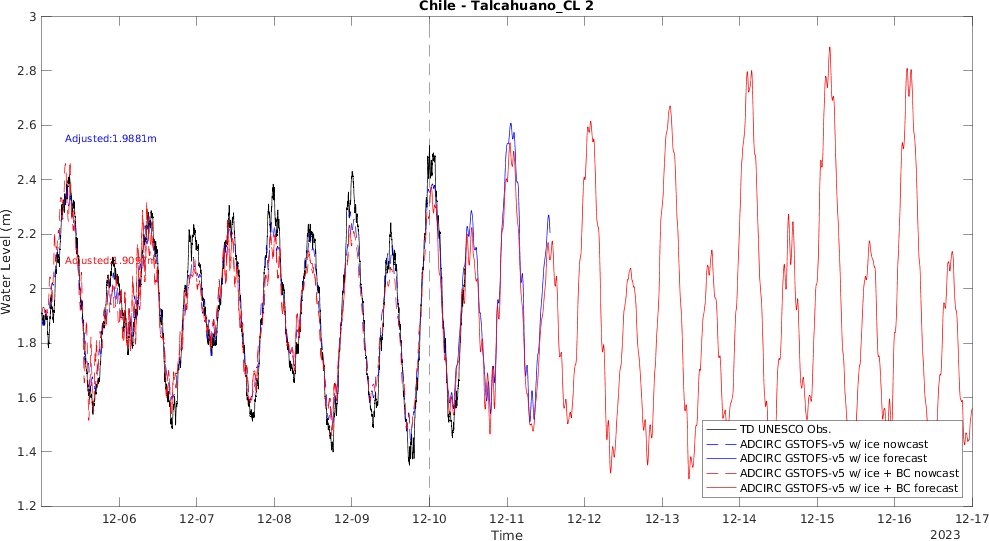 Chile - Talcahuano_CL 2
Water Level (m)
3
2.8
2.6
2.4
2.2
2
1.8
1.6
1.4
1.2
Adjusted:1.9881m
TD UNESCO Obs.
ADCIRC GSTOFS-v5 w/ ice nowcast
ADCIRC GSTOFS-v5 w/ ice forecast
ADCIRC GSTOFS-v5 w/ ice + BC nowcast
ADCIRC GSTOFS-v5 w/ ice + BC forecast
12-06 12-07 12-08 12-09 12-10 12-11 12-12 12-13 12-14 12-15 12-16 12-17
Time
2023